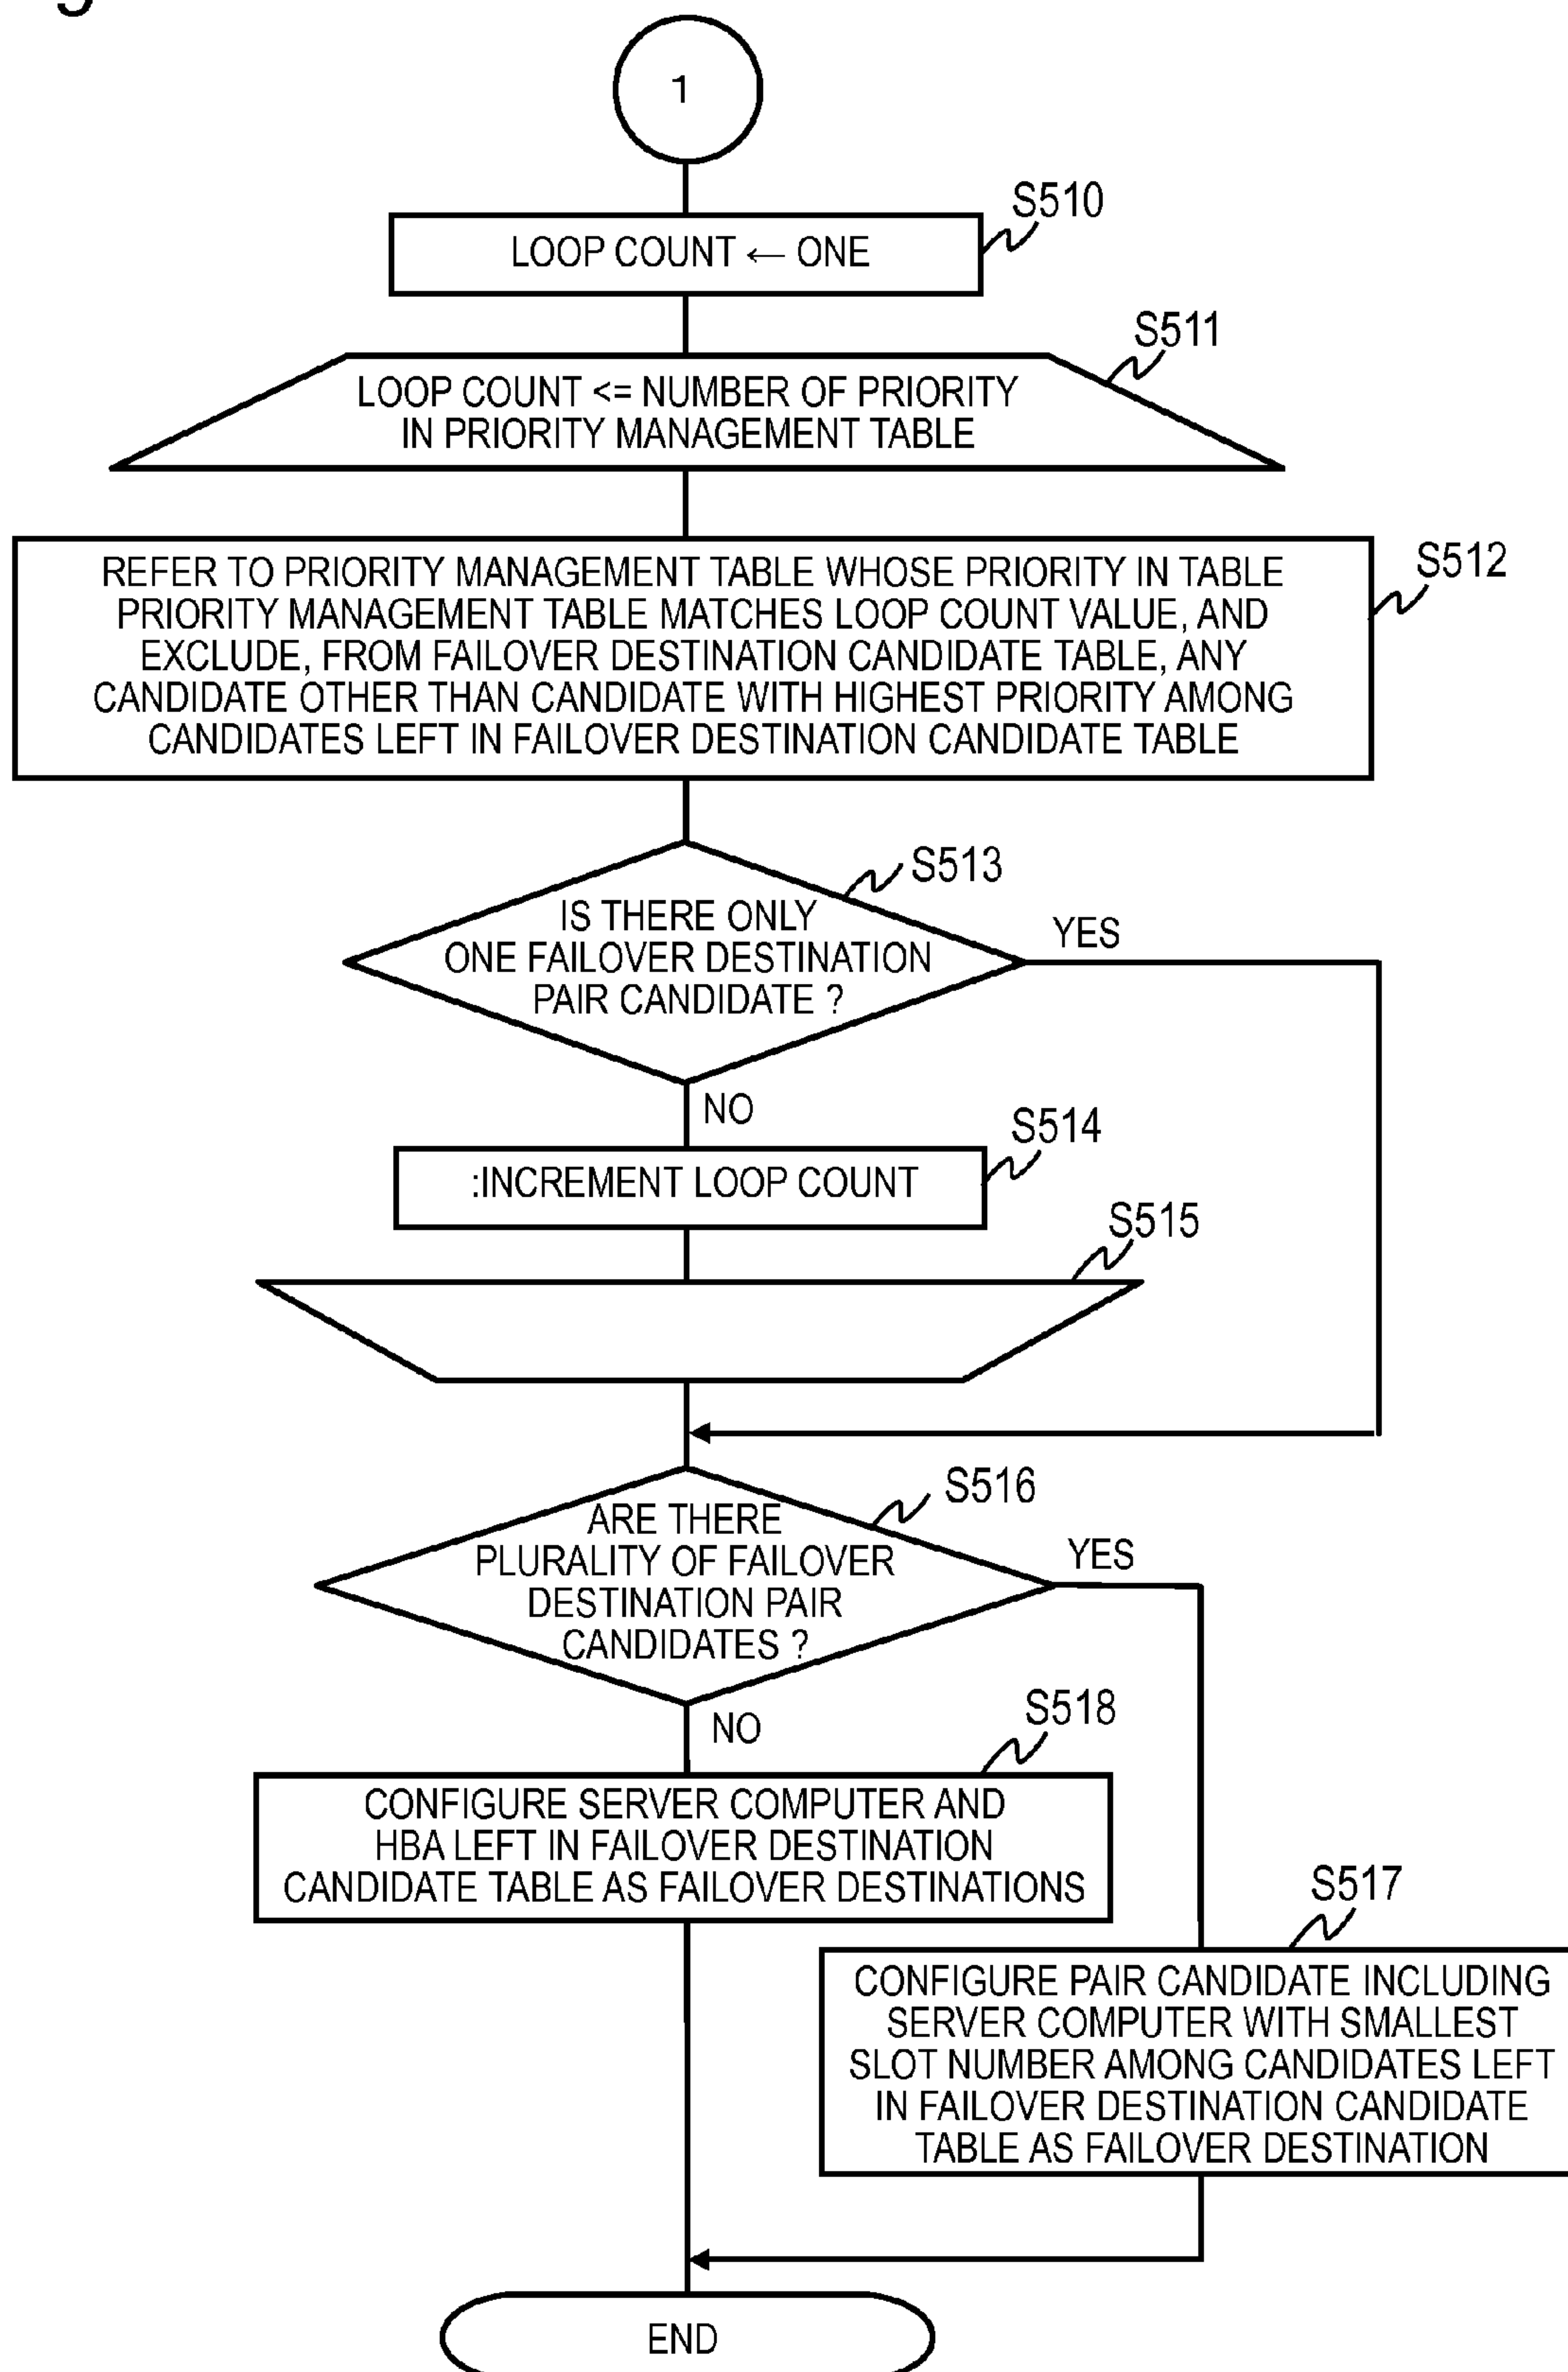 1
S510
LOOP COUNT ← ONE
S511
LOOP COUNT <= NUMBER OF PRIORITY
IN PRIORITY MANAGEMENT TABLE
S512
REFER TO PRIORITY MANAGEMENT TABLE WHOSE PRIORITY IN TABLE
PRIORITY MANAGEMENT TABLE MATCHES LOOP COUNT VALUE, AND
EXCLUDE, FROM FAILOVER DESTINATION CANDIDATE TABLE, ANY
CANDIDATE OTHER THAN CANDIDATE WITH HIGHEST PRIORITY AMONG
CANDIDATES LEFT IN FAILOVER DESTINATION CANDIDATE TABLE
S513
IS THERE ONLY
ONE FAILOVER DESTINATION
PAIR CANDIDATE ?
YES
NO
S514
:INCREMENT LOOP COUNT
S515
S516
ARE THERE
PLURALITY OF FAILOVER
DESTINATION PAIR
CANDIDATES ?
YES
NO
S518
CONFIGURE SERVER COMPUTER AND
HBA LEFT IN FAILOVER DESTINATION
CANDIDATE TABLE AS FAILOVER DESTINATIONS
S517
CONFIGURE PAIR CANDIDATE INCLUDING
SERVER COMPUTER WITH SMALLEST
SLOT NUMBER AMONG CANDIDATES LEFT
IN FAILOVER DESTINATION CANDIDATE
TABLE AS FAILOVER DESTINATION
END